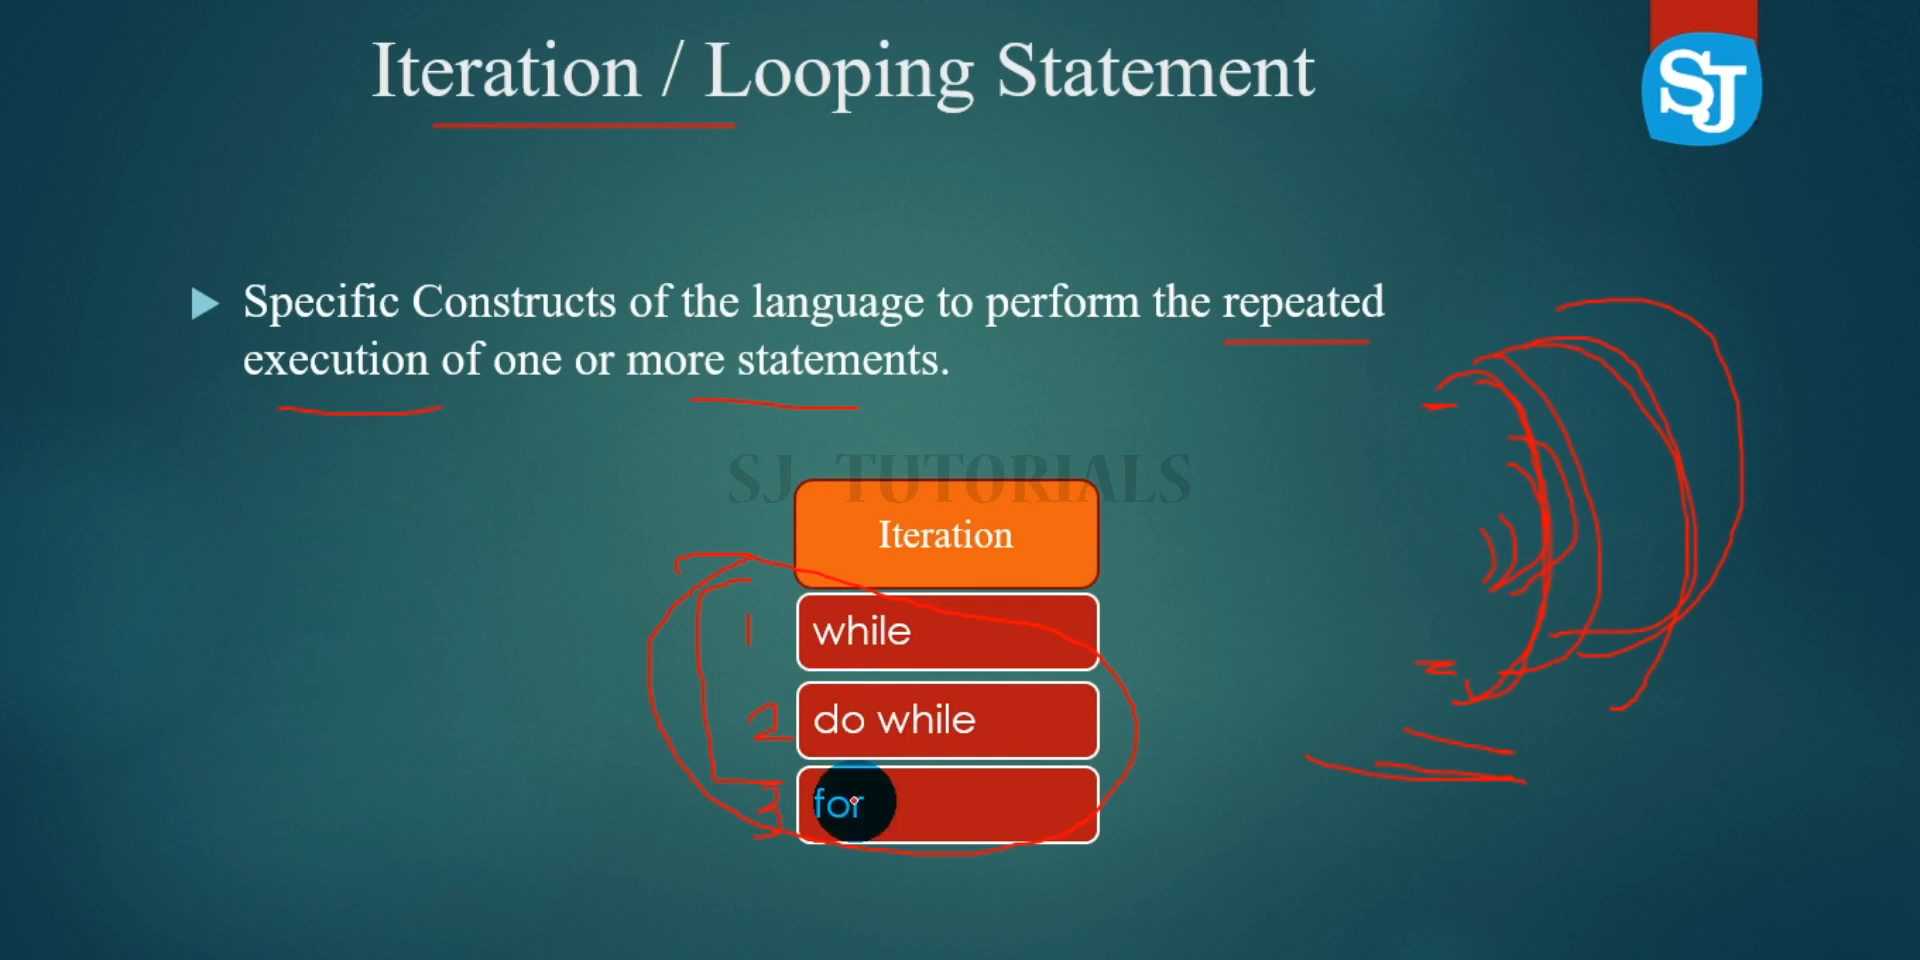 Iteration / Looping Statement
SJ
Specific Constructs of the language to perform the repeated
execution of one or more statements.
SJ TUTORIALS
Iteration
1 while
2 do while
3 for